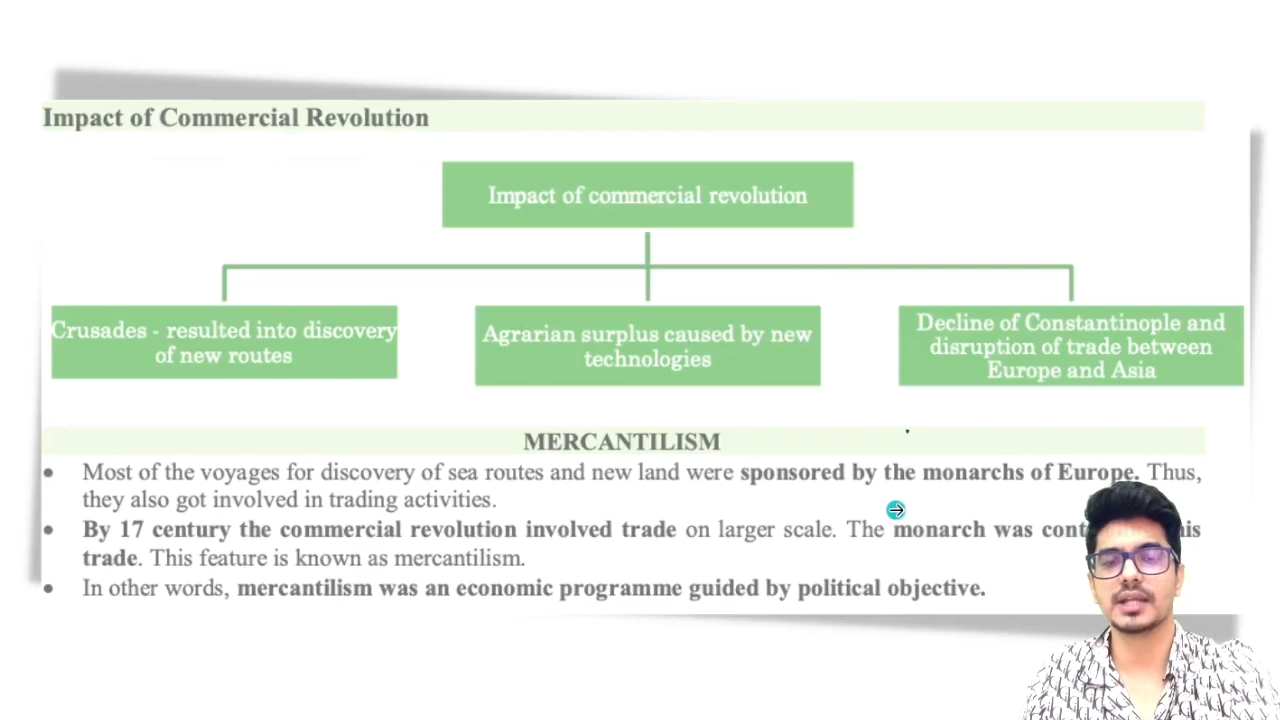 Impact of Commercial Revolution
Impact of commercial revolution
Crusades - resulted into discovery
of new routes
Agrarian surplus caused by new
technologies
Decline of Constantinople and
disruption of trade between
Europe and Asia
MERCANTILISM
• Most of the voyages for discovery of sea routes and new land were sponsored by the monarchs of Europe. Thus,
they also got involved in trading activities.
• By 17 century the commercial revolution involved trade on larger scale. The monarch was
trade. This feature is known as mercantilism.
• In other words, mercantilism was an economic programme guided by political objective.